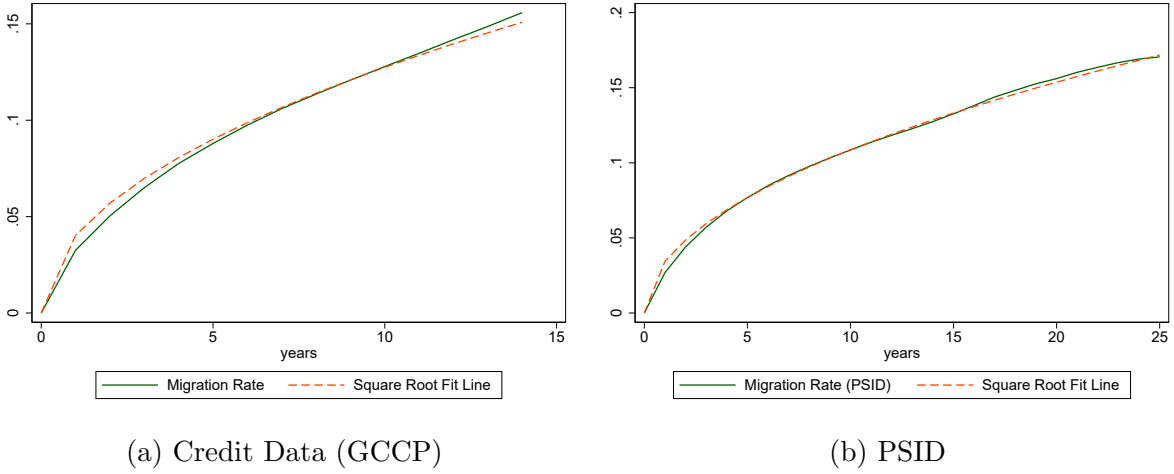 .15
.1
.05
0
0 5 10 15
years
Migration Rate Square Root Fit Line
(a) Credit Data (GCCP)
.2
.15
.1
.05
0
0 5 10 15 20 25
years
Migration Rate (PSID) Square Root Fit Line
(b) PSID